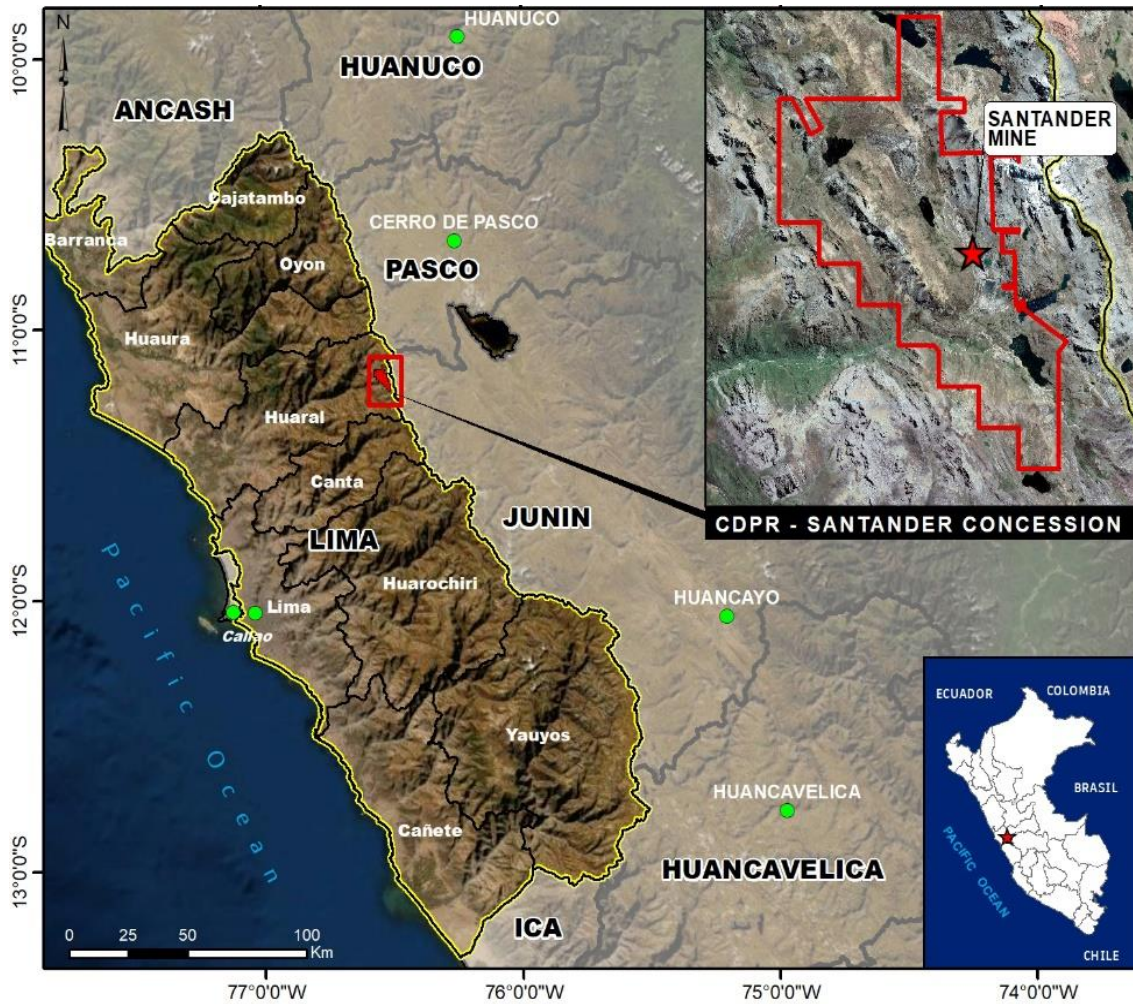 N
HUANUCO
HUANUCO
ANCASH
SANTANDER
MINE
Cajatambo
CERRO DE PASCO
Barranca
Oyon
PASCO
Huaura
Huaral
Canta
JUNIN
CDPR - SANTANDER CONCESSION
LIMA
Huarochiri
HUANCAYO
Lima
Callao
Pacific Ocean
Yauyos
HUANCAVELICA
Cañete
HUANCAVELICA
ICA
0 25 50 100
Km
ECUADOR
COLOMBIA
BRASIL
PACIFIC OCEAN
CHILE
10°0'0"S
11°0'0"S
12°0'0"S
13°0'0"S
77°0'0"W
76°0'0"W
75°0'0"W
74°0'0"W